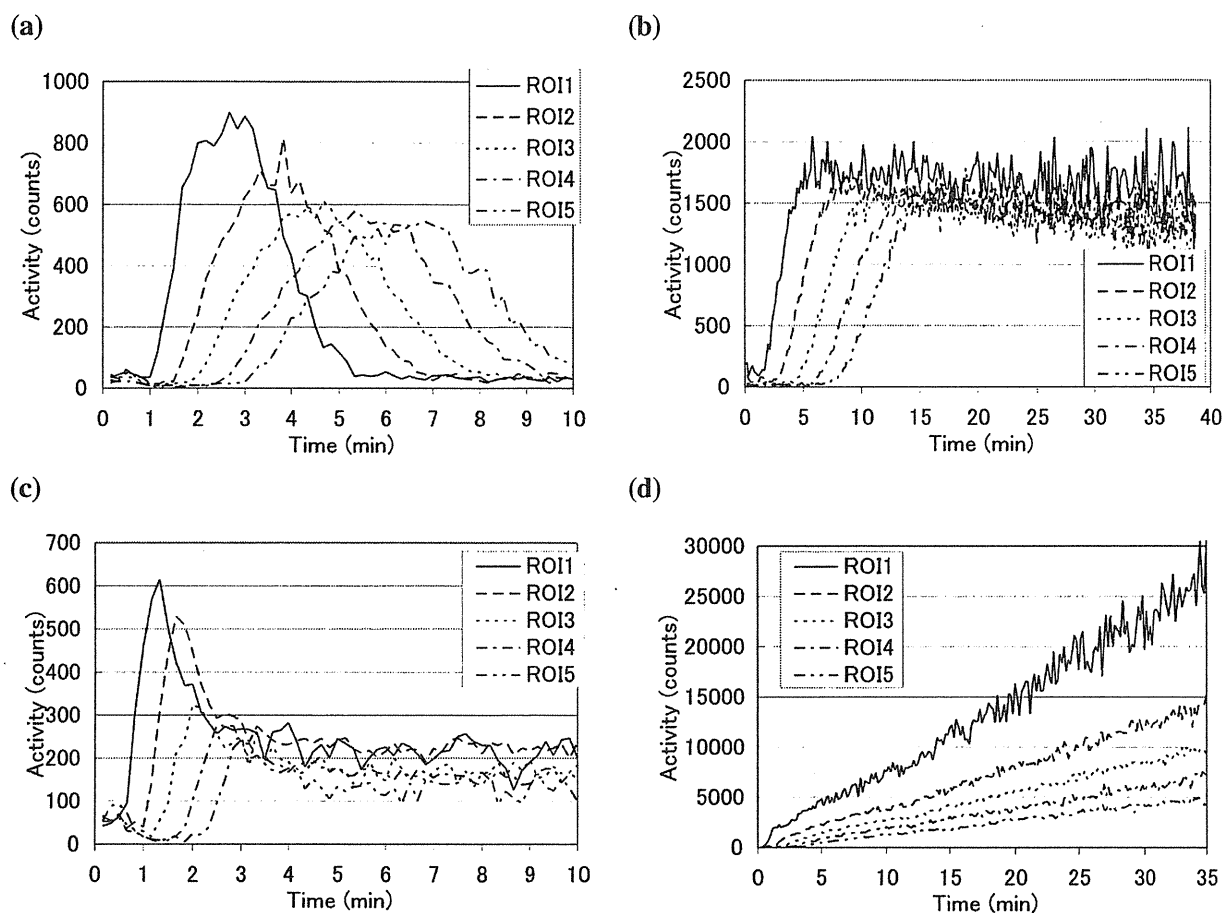 (a)
Activity (counts)
1000
800
600
400
200
0
0 1 2 3 4 5 6 7 8 9 10
Time (min)
ROI1
ROI2
ROI3
ROI4
ROI5
(b)
Activity (counts)
2500
2000
1500
1000
500
0
0 5 10 15 20 25 30 35 40
Time (min)
ROI1
ROI2
ROI3
ROI4
ROI5
(c)
Activity (counts)
700
600
500
400
300
200
100
0
0 1 2 3 4 5 6 7 8 9 10
Time (min)
ROI1
ROI2
ROI3
ROI4
ROI5
(d)
Activity (counts)
30000
25000
20000
15000
10000
5000
0
0 5 10 15 20 25 30 35
Time (min)
ROI1
ROI2
ROI3
ROI4
ROI5